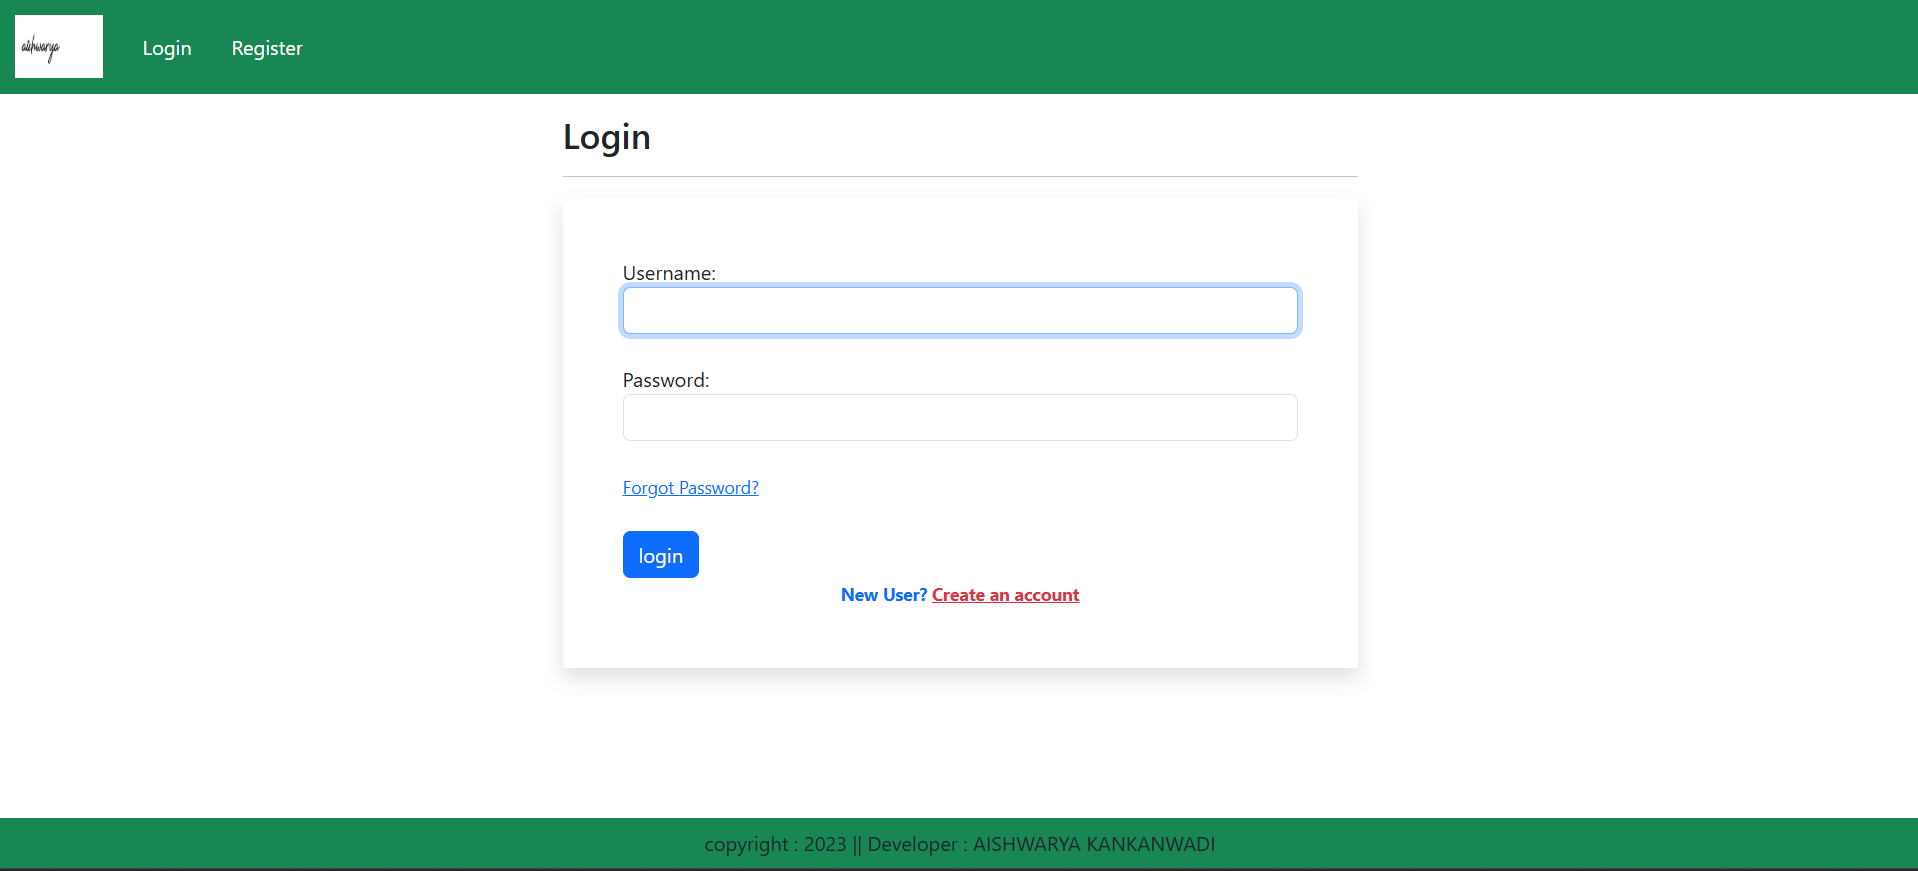 aishwarya Login Register
Login
Username:
Password:
Forgot Password?
login
New User? Create an account
copyright : 2023 || Developer : AISHWARYA KANKANWADI